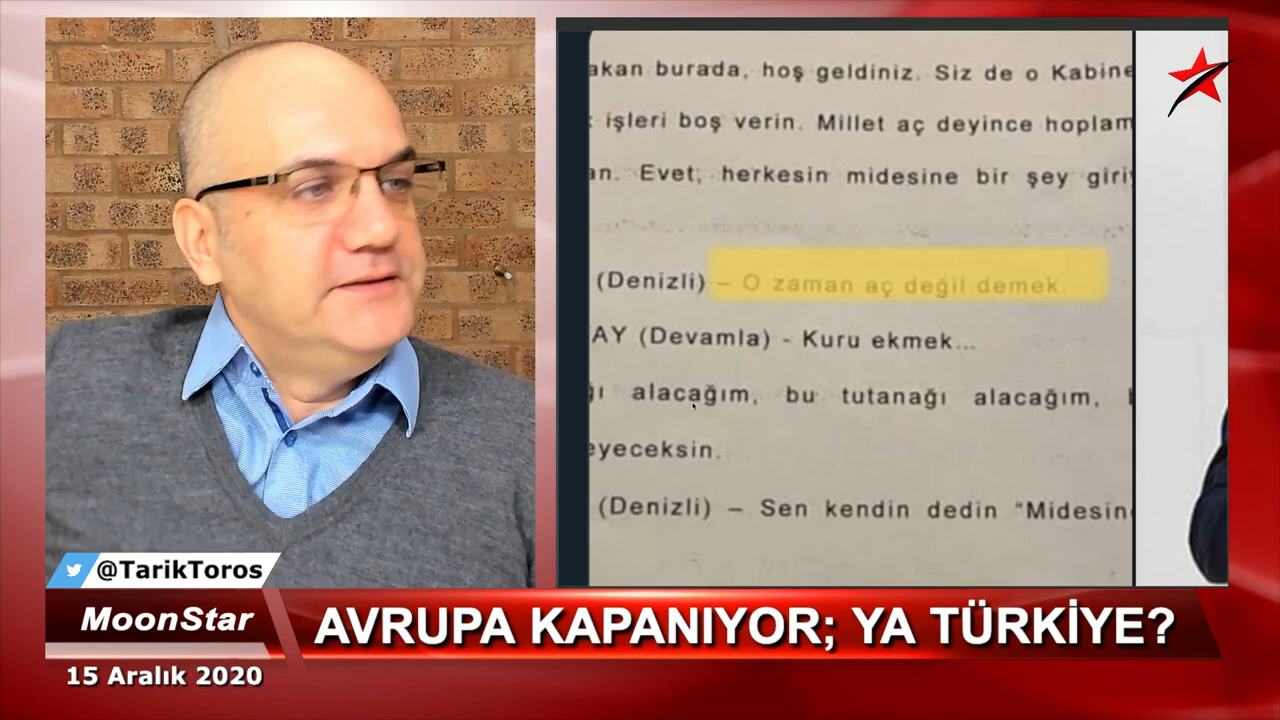 akan burada, hoş geldiniz. Siz de o Kabine
işleri boş verin. Millet aç deyince hoplam
an. Evet, herkesin midesine bir şey giriy
(Denizli) – O zaman aç değil demek.
AY (Devamla) - Kuru ekmek...
ğı alacağım, bu tutanağı alacağım,
eyeceksin.
(Denizli) – Sen kendin dedin “Midesin
@TarikToros
MoonStar
AVRUPA KAPANIYOR; YA TÜRKİYE?
15 Aralık 2020